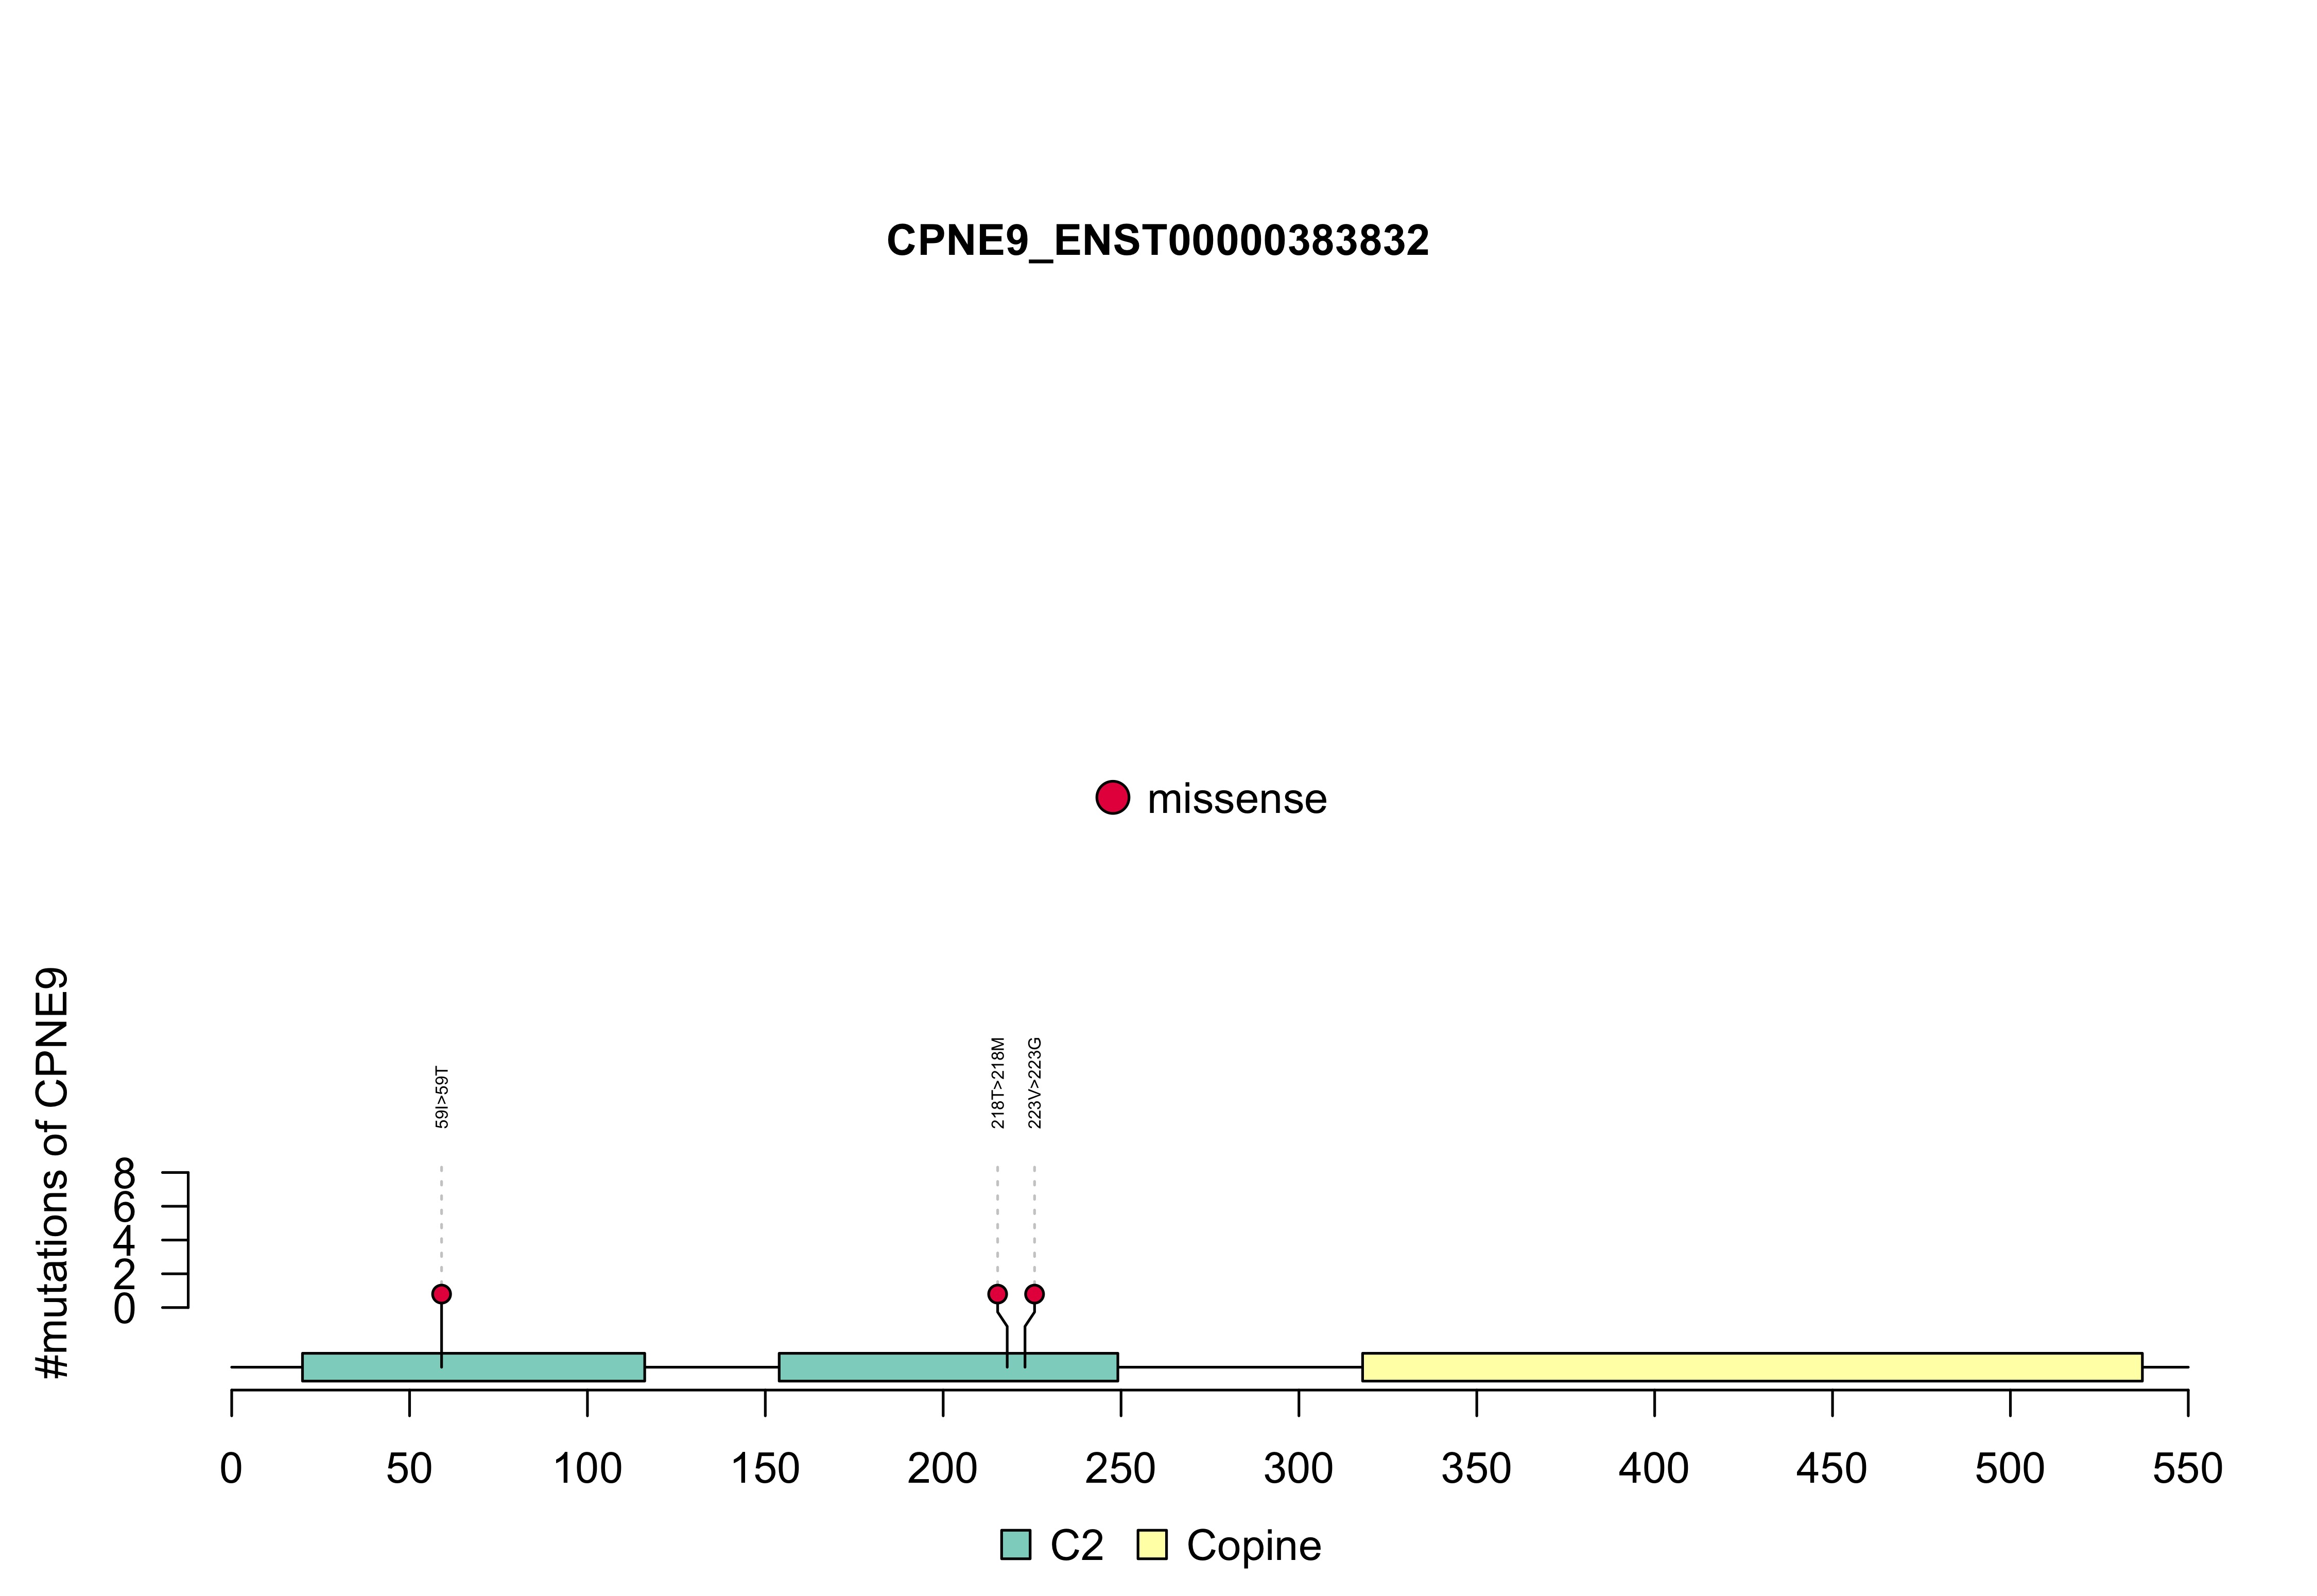 CPNE9_ENST00000383832
missense
#mutations of CPNE9
59I>59T
218T>218M
223V>223G
8
6
4
2
0
0 50 100 150 200 250 300 350 400 450 500 550
C2 Copine